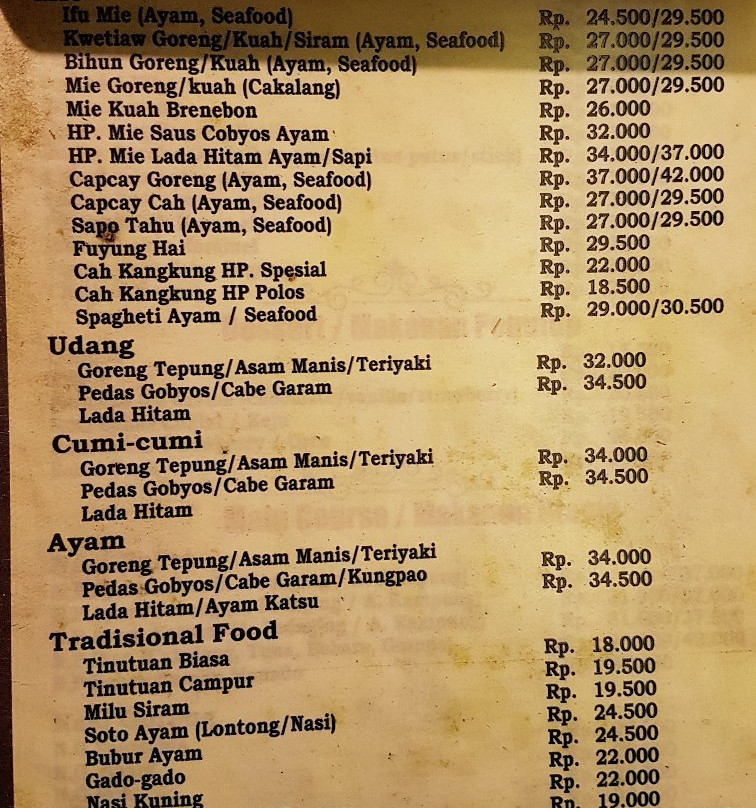 Ifu Mie (Ayam, Seafood) Rp. 24.500/29.500
Kwetiaw Goreng/Kuah/Siram (Ayam, Seafood) Rp. 27.000/29.500
Bihun Goreng/Kuah (Ayam, Seafood) Rp. 27.000/29.500
Mie Goreng/kuah (Cakalang) Rp. 27.000/29.500
Mie Kuah Brenebon Rp. 26.000
HP. Mie Saus Cobyos Ayam Rp. 32.000
HP. Mie Lada Hitam Ayam/Sapi Rp. 34.000/37.000
Capcay Goreng (Ayam, Seafood) Rp. 37.000/42.000
Capcay Cah (Ayam, Seafood) Rp. 27.000/29.500
Sapo Tahu (Ayam, Seafood) Rp. 27.000/29.500
Fuyung Hai Rp. 29.500
Cah Kangkung HP. Spesial Rp. 22.000
Cah Kangkung HP Polos Rp. 18.500
Spagheti Ayam / Seafood Rp. 29.000/30.500
Udang
Goreng Tepung/Asam Manis/Teriyaki Rp. 32.000
Pedas Gobyos/Cabe Garam Rp. 34.500
Lada Hitam
Cumi-cumi
Goreng Tepung/Asam Manis/Teriyaki Rp. 34.000
Pedas Gobyos/Cabe Garam Rp. 34.500
Lada Hitam
Ayam
Goreng Tepung/Asam Manis/Teriyaki Rp. 34.000
Pedas Gobyos/Cabe Garam/Kungpao Rp. 34.500
Lada Hitam/Ayam Katsu
Tradisional Food
Tinutuan Biasa Rp. 18.000
Tinutuan Campur Rp. 19.500
Milu Siram Rp. 19.500
Soto Ayam (Lontong/Nasi) Rp. 24.500
Bubur Ayam Rp. 24.500
Gado-gado Rp. 22.000
Nasi Kuning Rp. 22.000
Rp. 19.000